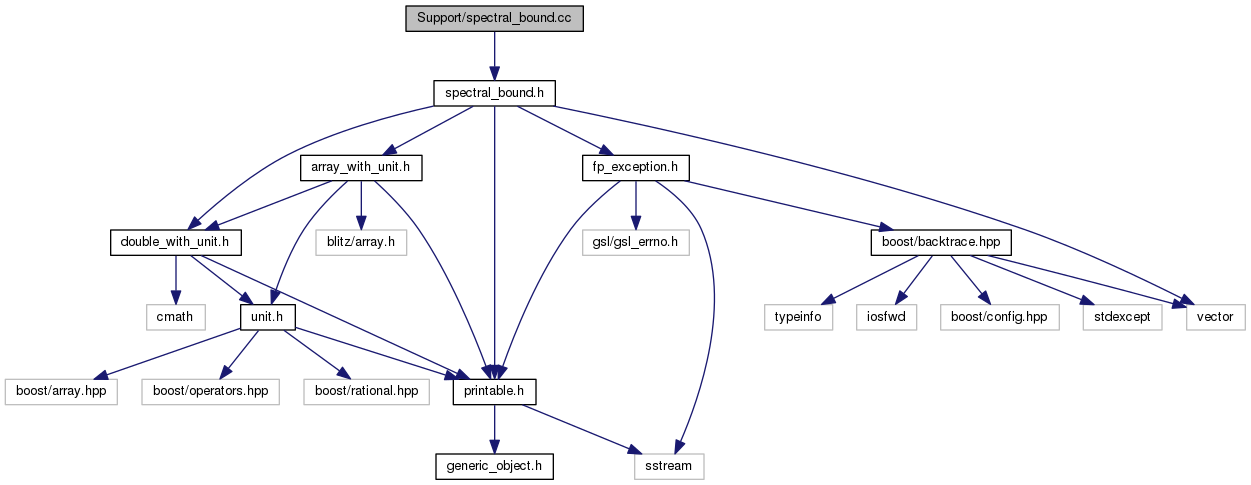 Support/spectral_bound.cc
spectral_bound.h
array_with_unit.h
fp_exception.h
double_with_unit.h
blitz/array.h
gsl/gsl_errno.h
boost/backtrace.hpp
cmath
unit.h
typeinfo
iosfwd
boost/config.hpp
stdexcept
vector
boost/array.hpp
boost/operators.hpp
boost/rational.hpp
printable.h
generic_object.h
sstream